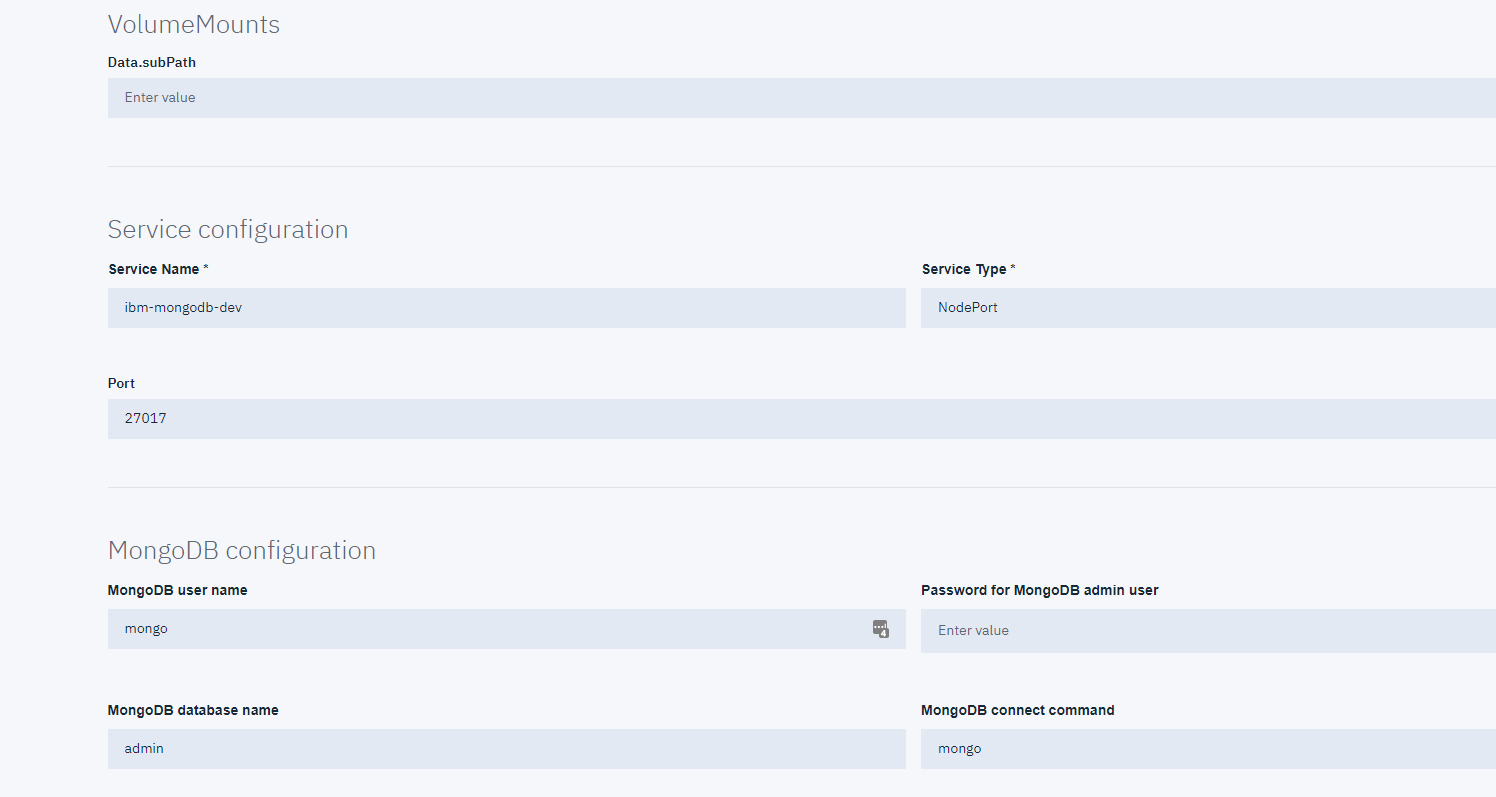 VolumeMounts
Data.subPath
Enter value
Service configuration
Service Name * Service Type *
ibm-mongodb-dev NodePort
Port
27017
MongoDB configuration
MongoDB user name Password for MongoDB admin user
mongo Enter value
MongoDB database name MongoDB connect command
admin mongo